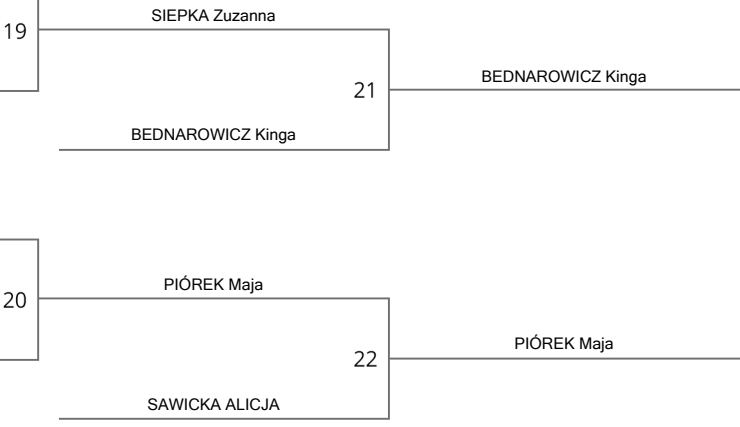 SIEPKA Zuzanna
19
BEDNAROWICZ Kinga
21
BEDNAROWICZ Kinga
PIÓREK Maja
20
PIÓREK Maja
22
SAWICKA ALICJA